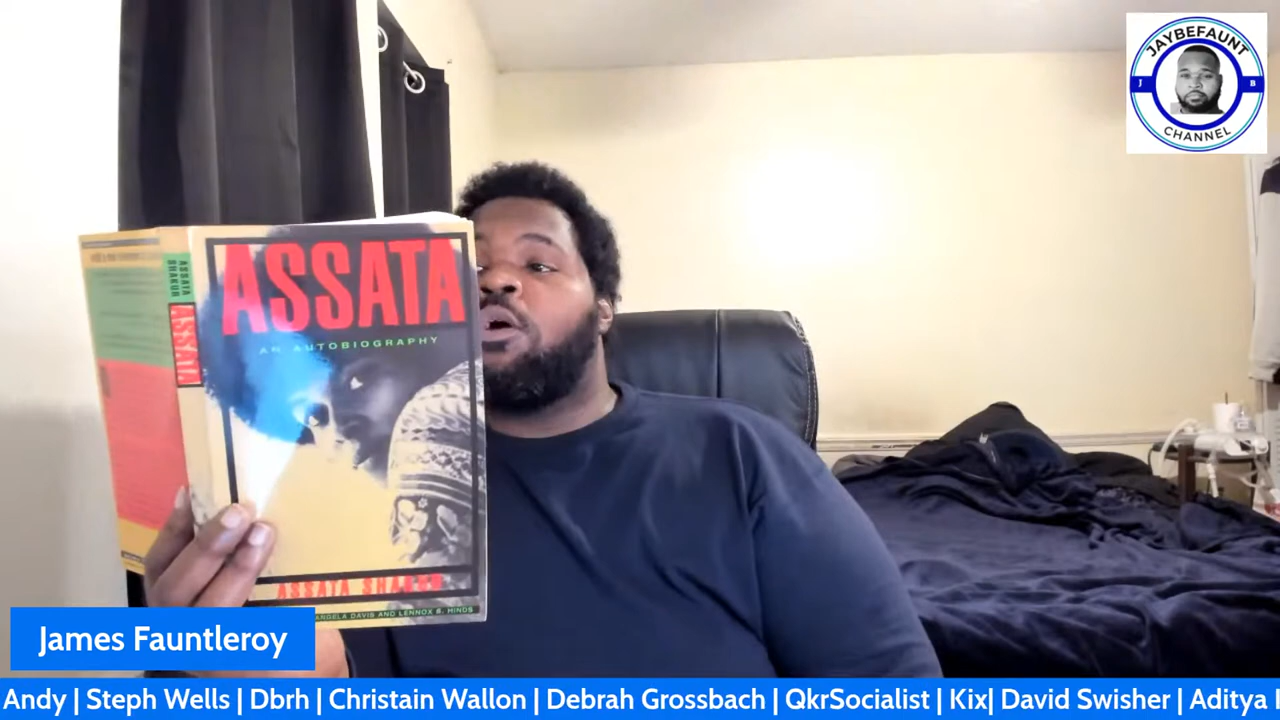 JAYBEFAUNT
J B
CHANNEL
ASSATA
SHAKUR
ASSATA
ASSATA
AN AUTOBIOGRAPHY
ASSATA SHAKUR
ANGELA DAVIS AND LENNOX S. HINDS
James Fauntleroy
Andy | Steph Wells | Dbrh | Christain Wallon | Debrah Grossbach | QkrSocialist | Kix| David Swisher | Aditya